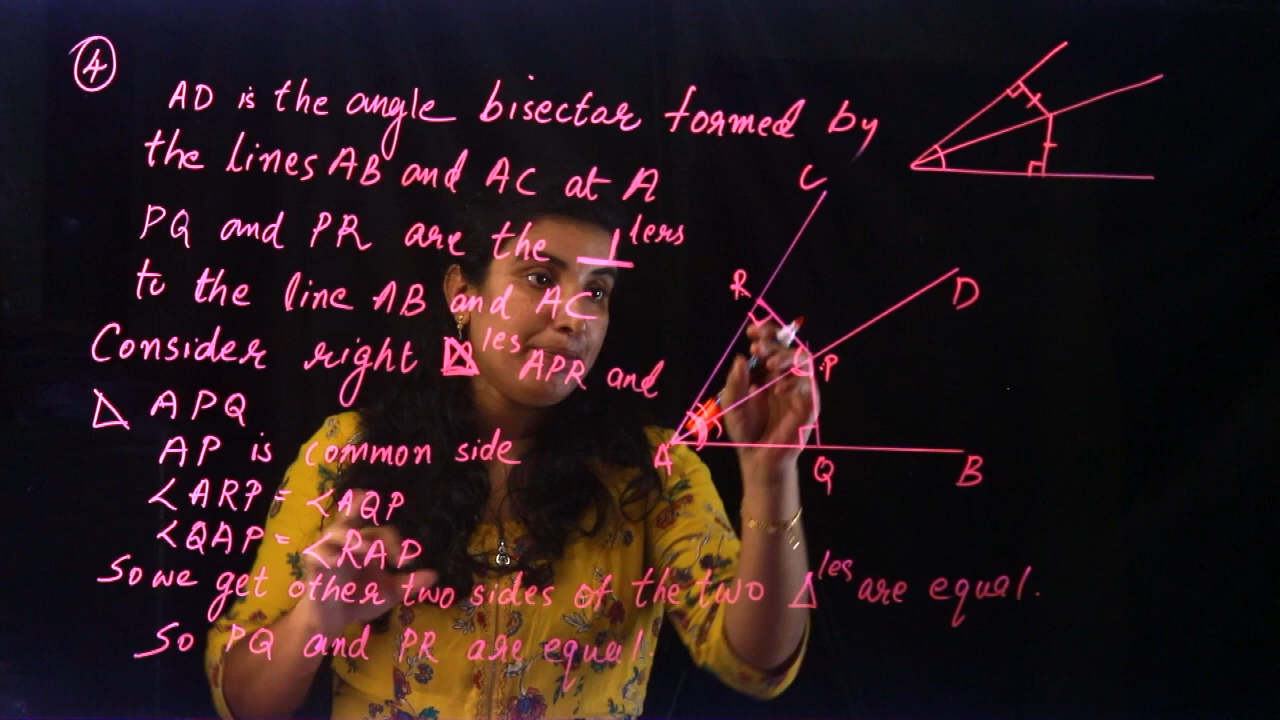 4
AD is the angle bisectar formed by
the lines AB and AC at A
PQ and PR are the ⊥lers
to the line AB and AC
Consider right △les APR and
△ APQ
AP is common side
∠ARP = ∠AQP
∠QAP = ∠RAP
So we get other two sides of the two △les are equal.
So PQ and PR are equal.
C
R
D
P
A
Q
B